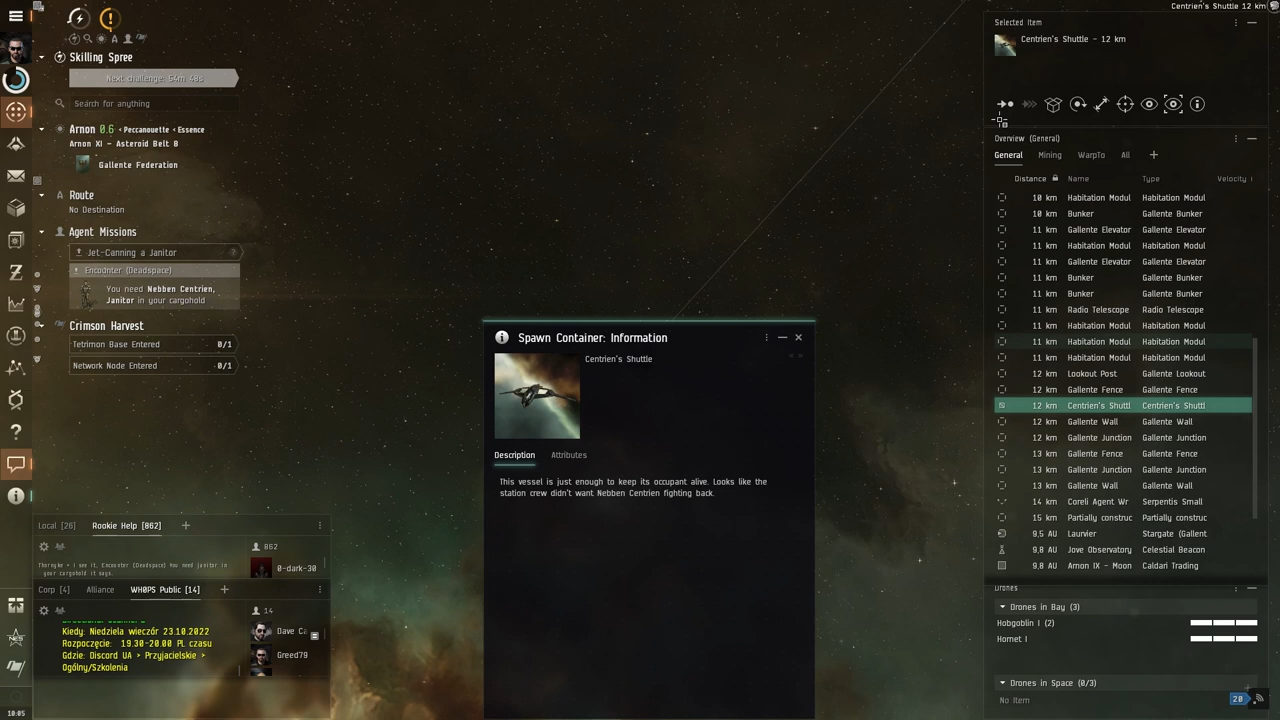 Centrien's Shuttle 12 km
Skilling Spree
Next challenge: 54m 48s
Search for anything
Arnon 0.6 < Peccanouette < Essence
Arnon XI - Asteroid Belt 8
Gallente Federation
Route
No Destination
Agent Missions
Jet-Canning a Janitor
?
Encounter (Deadspace)
You need Nebben Centrien,
Janitor in your cargohold
Crimson Harvest
Tetrimon Base Entered 0/1
Network Node Entered 0/1
Local [26] Rookie Help [862]
862
Thornyke > I see it, Encounter (Deadspace) You need janitor in
your cargohold it says.
0-dark-30
Corp [4] Alliance WH0PS Public [14]
14
Kiedy: Niedziela wieczór 23.10.2022
Rozpoczęcie: 19.30-20.00 PL czasu
Gdzie: Discord UA > Przyjacielskie >
Ogólny/Szkolenia
Dave Ca
Greed79
10:05
Spawn Container: Information
Centrien's Shuttle
Description Attributes
This vessel is just enough to keep its occupant alive. Looks like the
station crew didn't want Nebben Centrien fighting back.
Selected Item
Centrien's Shuttle - 12 km
Overview (General)
General Mining WarpTo All
Distance Name Type Velocity
10 km Habitation Modul Habitation Modul
10 km Bunker Gallente Bunker
11 km Gallente Elevator Gallente Elevator
11 km Habitation Modul Habitation Modul
11 km Gallente Elevator Gallente Elevator
11 km Bunker Gallente Bunker
11 km Bunker Gallente Bunker
11 km Radio Telescope Radio Telescope
11 km Habitation Modul Habitation Modul
11 km Habitation Modul Habitation Modul
11 km Habitation Modul Habitation Modul
12 km Lookout Post Gallente Lookout
12 km Gallente Fence Gallente Fence
12 km Centrien's Shuttl Centrien's Shuttl
12 km Gallente Wall Gallente Wall
12 km Gallente Junction Gallente Junction
13 km Gallente Fence Gallente Fence
13 km Gallente Junction Gallente Junction
13 km Gallente Wall Gallente Wall
14 km Coreli Agent Wr Serpentis Small
15 km Partially construc Partially construc
9,5 AU Laurvier Stargate (Gallent
9,8 AU Jove Observatory Celestial Beacon
9,8 AU Arnon IX - Moon Caldari Trading
Drones
Drones in Bay (3)
Hobgoblin I (2)
Hornet I
Drones in Space (0/3)
No Item
20